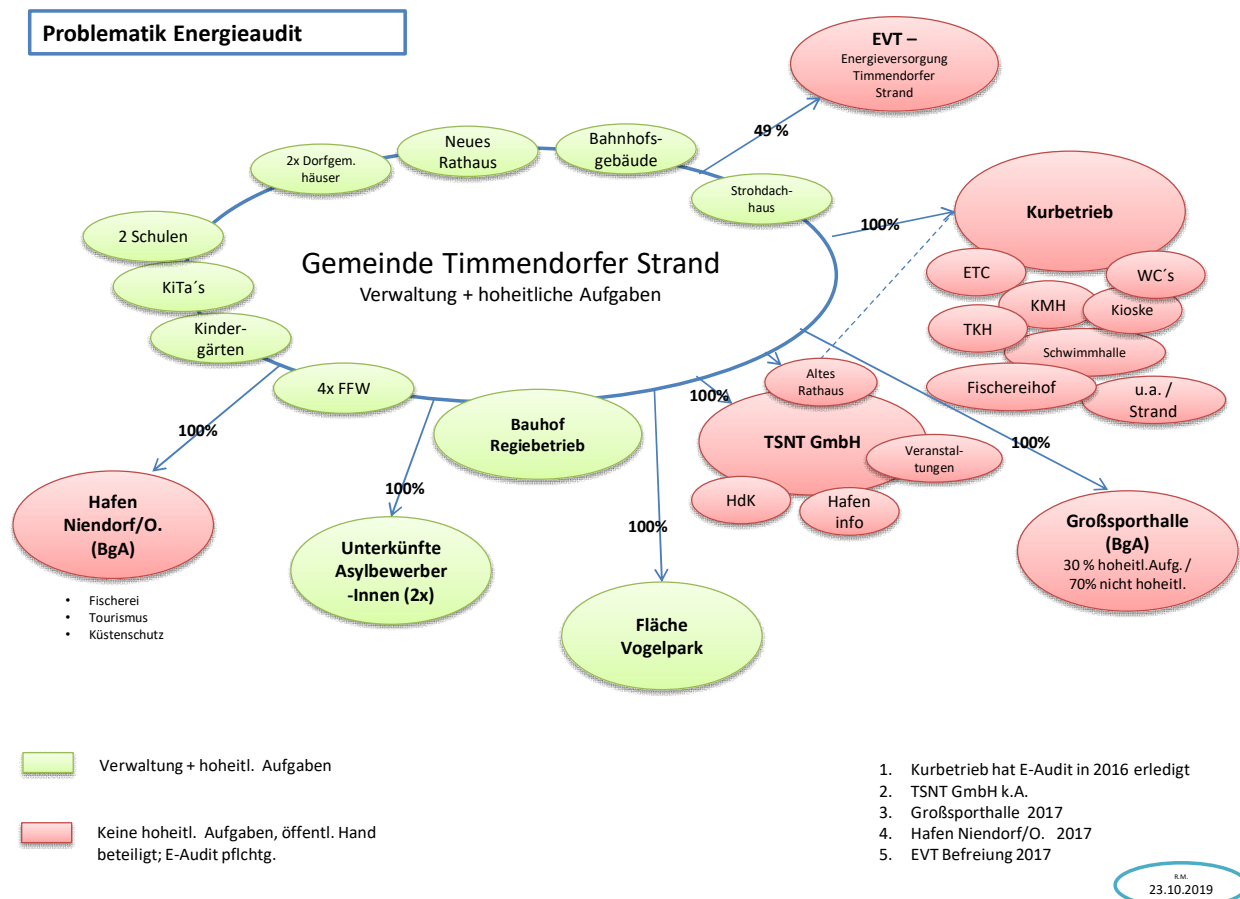 Problematik Energieaudit
EVT –
Energieversorgung
Timmendorfer
Strand
49 %
Neues
Rathaus
Bahnhofs-
gebäude
2x Dorfgem.
häuser
Strohdach-
haus
2 Schulen
KiTa´s
Kinder-
gärten
4x FFW
Gemeinde Timmendorfer Strand
Verwaltung + hoheitliche Aufgaben
100%
Kurbetrieb
ETC
WC´s
KMH
Kioske
TKH
Schwimmhalle
Fischereihof
u.a. /
Strand
Altes
Rathaus
100%
TSNT GmbH
Veranstal-
tungen
HdK
Hafen
info
Bauhof
Regiebetrieb
100%
Hafen
Niendorf/O.
(BgA)
• Fischerei
• Tourismus
• Küstenschutz
100%
Unterkünfte
Asylbewerber
-Innen (2x)
100%
Fläche
Vogelpark
100%
Großsporthalle
(BgA)
30 % hoheitl.Aufg. /
70% nicht hoheitl.
Verwaltung + hoheitl. Aufgaben
Keine hoheitl. Aufgaben, öffentl. Hand
beteiligt; E-Audit pflchtg.
1. Kurbetrieb hat E-Audit in 2016 erledigt
2. TSNT GmbH k.A.
3. Großsporthalle 2017
4. Hafen Niendorf/O. 2017
5. EVT Befreiung 2017
R.M.
23.10.2019